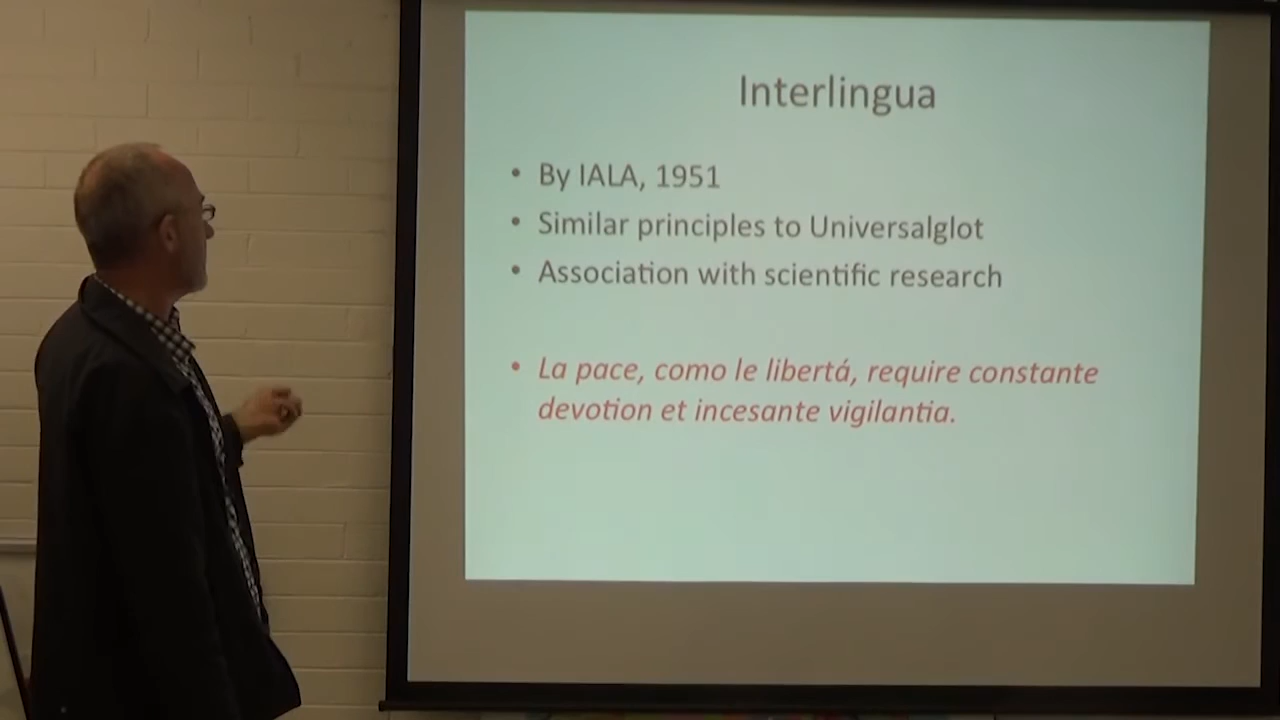 Interlingua
• By IALA, 1951
• Similar principles to Universalglot
• Association with scientific research
• La pace, como le libertá, require constante
devotion et incesante vigilantia.